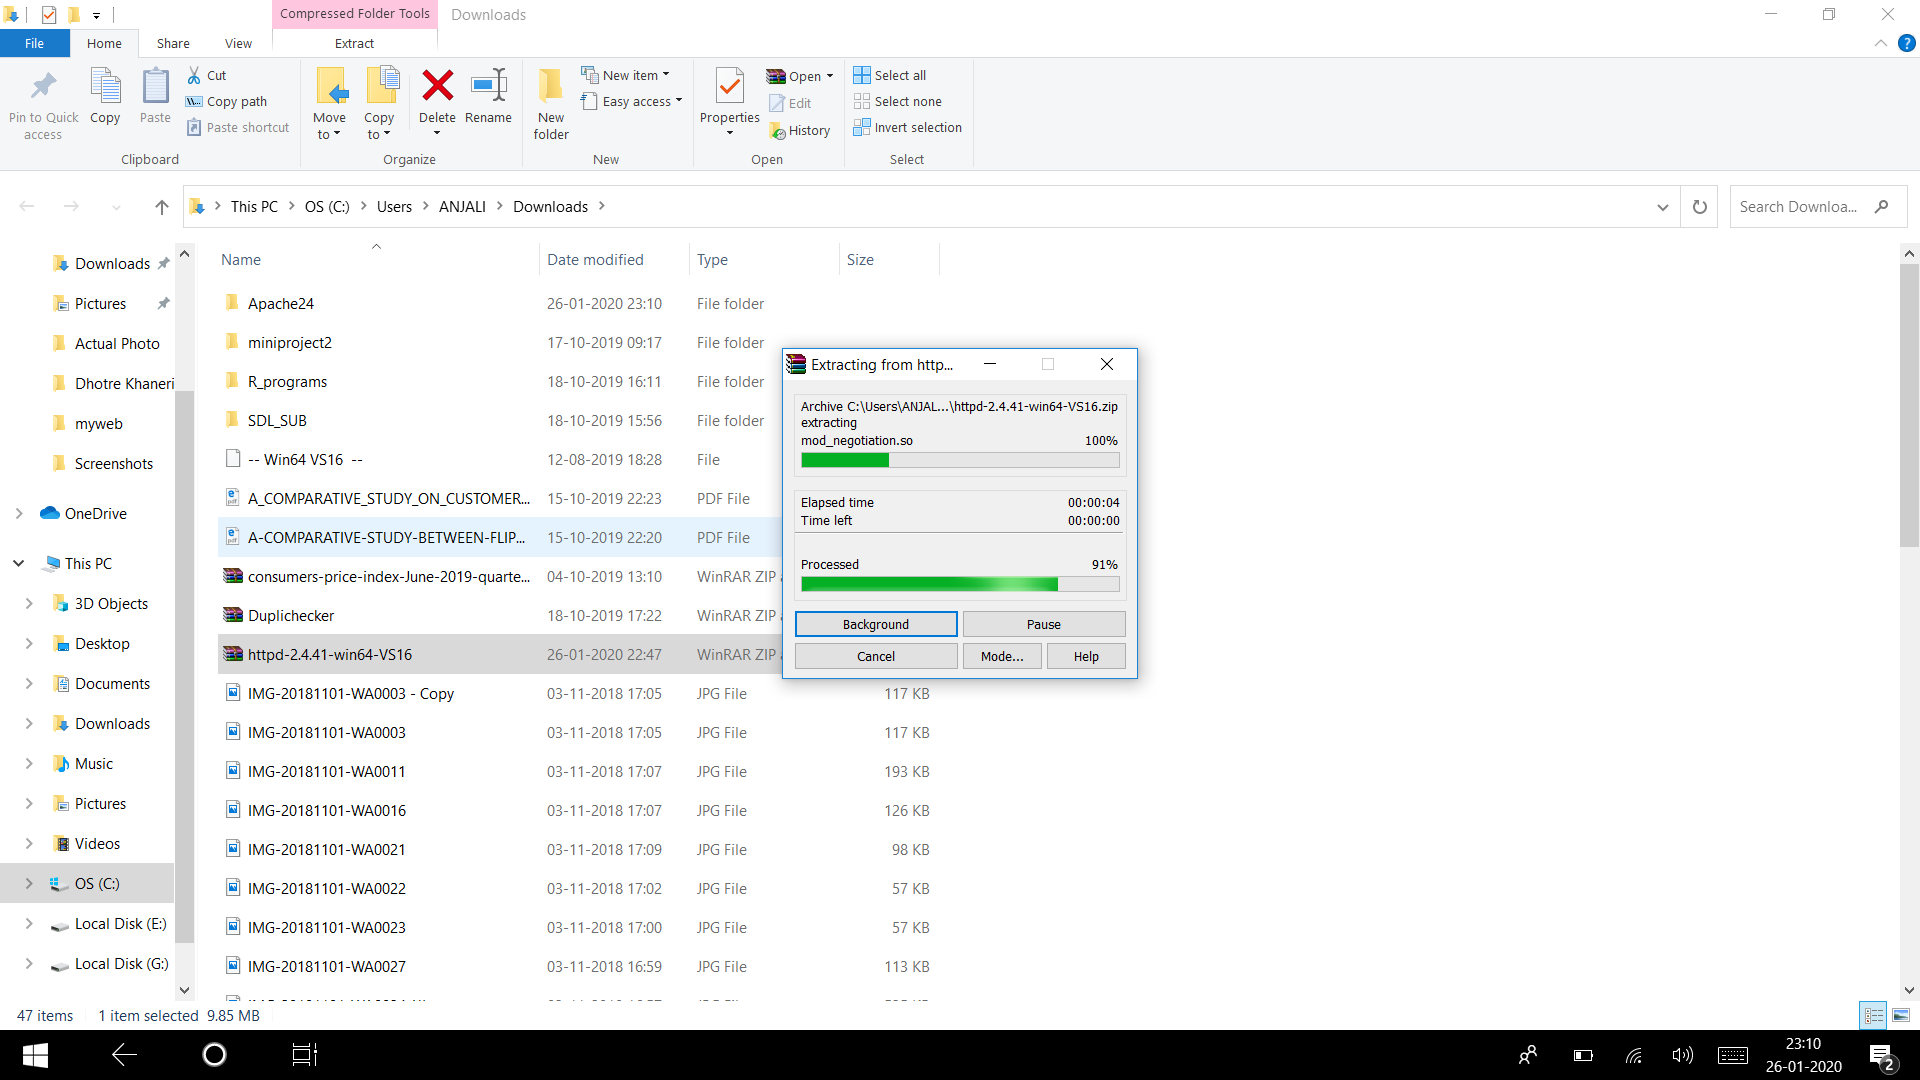 Compressed Folder Tools
Downloads
File
Home
Share
View
Extract
Pin to Quick access
Copy
Paste
Cut
Copy path
Paste shortcut
Clipboard
Move to
Copy to
Delete
Rename
Organize
New folder
New item
Easy access
New
Properties
Open
Edit
History
Open
Select all
Select none
Invert selection
Select
This PC
OS (C:)
Users
ANJALI
Downloads
Search Downloa...
Downloads
Pictures
Actual Photo
Dhotre Khaneri
myweb
Screenshots
OneDrive
This PC
3D Objects
Desktop
Documents
Downloads
Music
Pictures
Videos
OS (C:)
Local Disk (E:)
Local Disk (G:)
Name Date modified Type Size
Apache24 26-01-2020 23:10 File folder
miniproject2 17-10-2019 09:17 File folder
R_programs 18-10-2019 16:11 File folder
SDL_SUB 18-10-2019 15:56 File folder
-- Win64 VS16 -- 12-08-2019 18:28 File
A_COMPARATIVE_STUDY_ON_CUSTOMER... 15-10-2019 22:23 PDF File
A-COMPARATIVE-STUDY-BETWEEN-FLIP... 15-10-2019 22:20 PDF File
consumers-price-index-June-2019-quarte... 04-10-2019 13:10 WinRAR ZIP
Duplichecker 18-10-2019 17:22 WinRAR ZIP
httpd-2.4.41-win64-VS16 26-01-2020 22:47 WinRAR ZIP
IMG-20181101-WA0003 - Copy 03-11-2018 17:05 JPG File 117 KB
IMG-20181101-WA0003 03-11-2018 17:05 JPG File 117 KB
IMG-20181101-WA0011 03-11-2018 17:07 JPG File 193 KB
IMG-20181101-WA0016 03-11-2018 17:07 JPG File 126 KB
IMG-20181101-WA0021 03-11-2018 17:09 JPG File 98 KB
IMG-20181101-WA0022 03-11-2018 17:02 JPG File 57 KB
IMG-20181101-WA0023 03-11-2018 17:00 JPG File 57 KB
IMG-20181101-WA0027 03-11-2018 16:59 JPG File 113 KB
Extracting from http...
Archive C:\Users\ANJAL...\httpd-2.4.41-win64-VS16.zip
extracting
mod_negotiation.so 100%
Elapsed time 00:00:04
Time left 00:00:00
Processed 91%
Background
Pause
Cancel
Mode...
Help
47 items 1 item selected 9.85 MB
23:10
26-01-2020
2